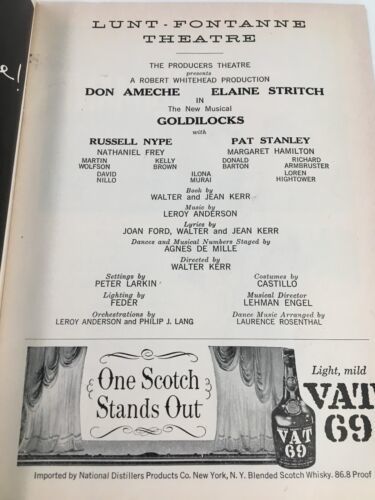 e!
LUNT-FONTANNE
THEATRE
THE PRODUCERS THEATRE
presents
A ROBERT WHITEHEAD PRODUCTION
DON AMECHE ELAINE STRITCH
IN
The New Musical
GOLDILOCKS
with
RUSSELL NYPE PAT STANLEY
NATHANIEL FREY MARGARET HAMILTON
MARTIN WOLFSON KELLY BROWN DONALD BARTON RICHARD ARMBRUSTER
DAVID NILLO ILONA MURAI LOREN HIGHTOWER
Book by
WALTER and JEAN KERR
Music by
LEROY ANDERSON
Lyrics by
JOAN FORD, WALTER and JEAN KERR
Dances and Musical Numbers Staged by
AGNES DE MILLE
Directed by
WALTER KERR
Settings by
PETER LARKIN
Costumes by
CASTILLO
Lighting by
FEDER
Musical Director
LEHMAN ENGEL
Orchestrations by
LEROY ANDERSON and PHILIP J. LANG
Dance Music Arranged by
LAURENCE ROSENTHAL
One Scotch
Stands Out
VAT
69
Light, mild
VAT
69
Imported by National Distillers Products Co. New York, N. Y. Blended Scotch Whisky. 86.8 Proof